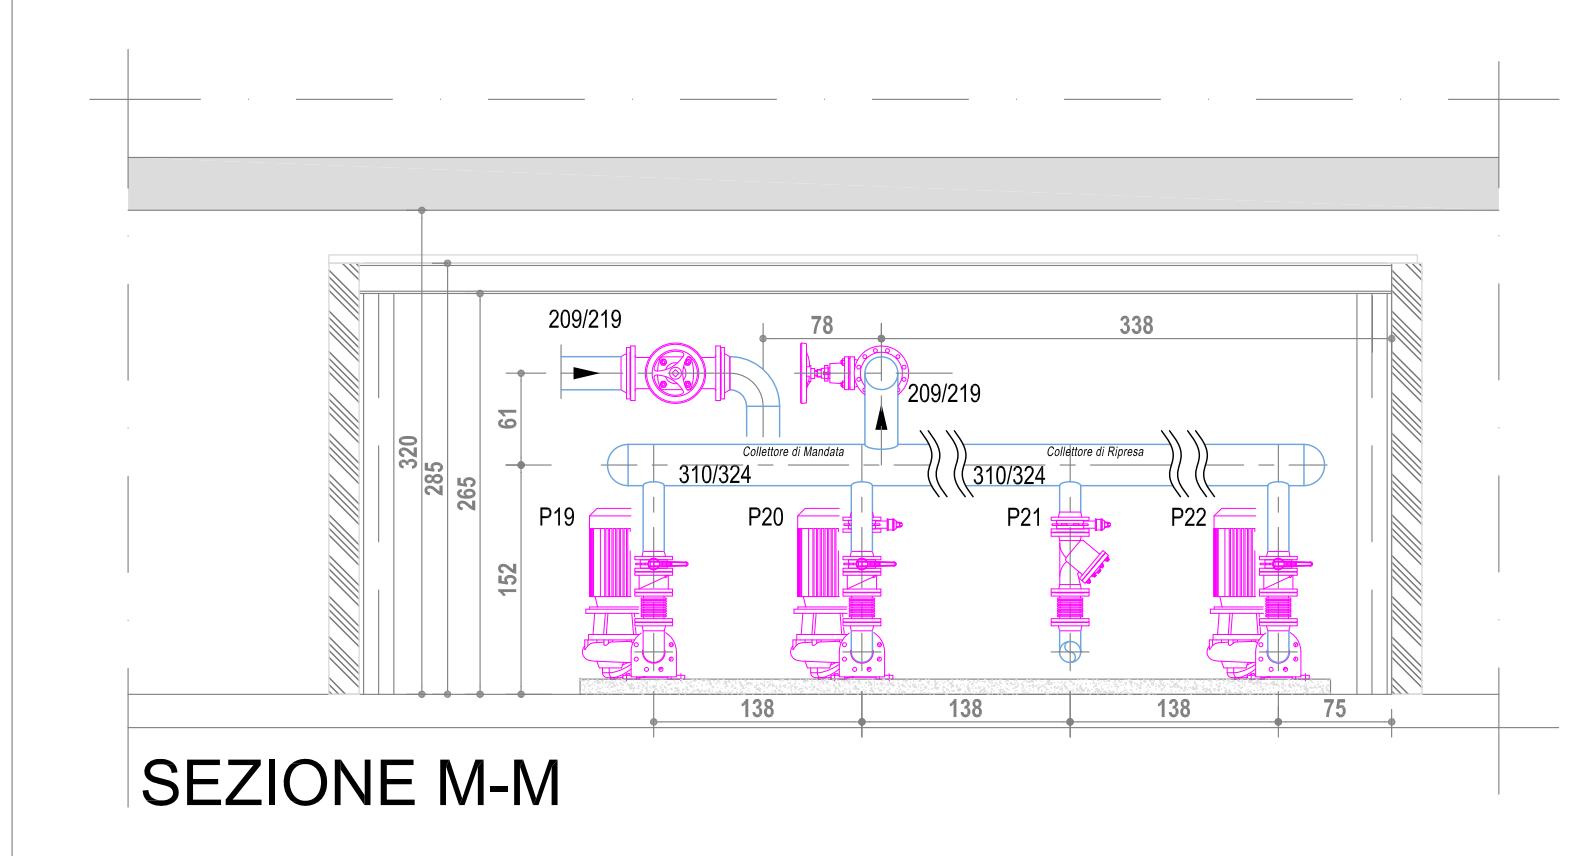 209/219
78
338
209/219
61
320
285
265
Collettore di Mandata
Collettore di Ripresa
310/324
310/324
P19
P20
P21
P22
152
138
138
138
75
SEZIONE M-M